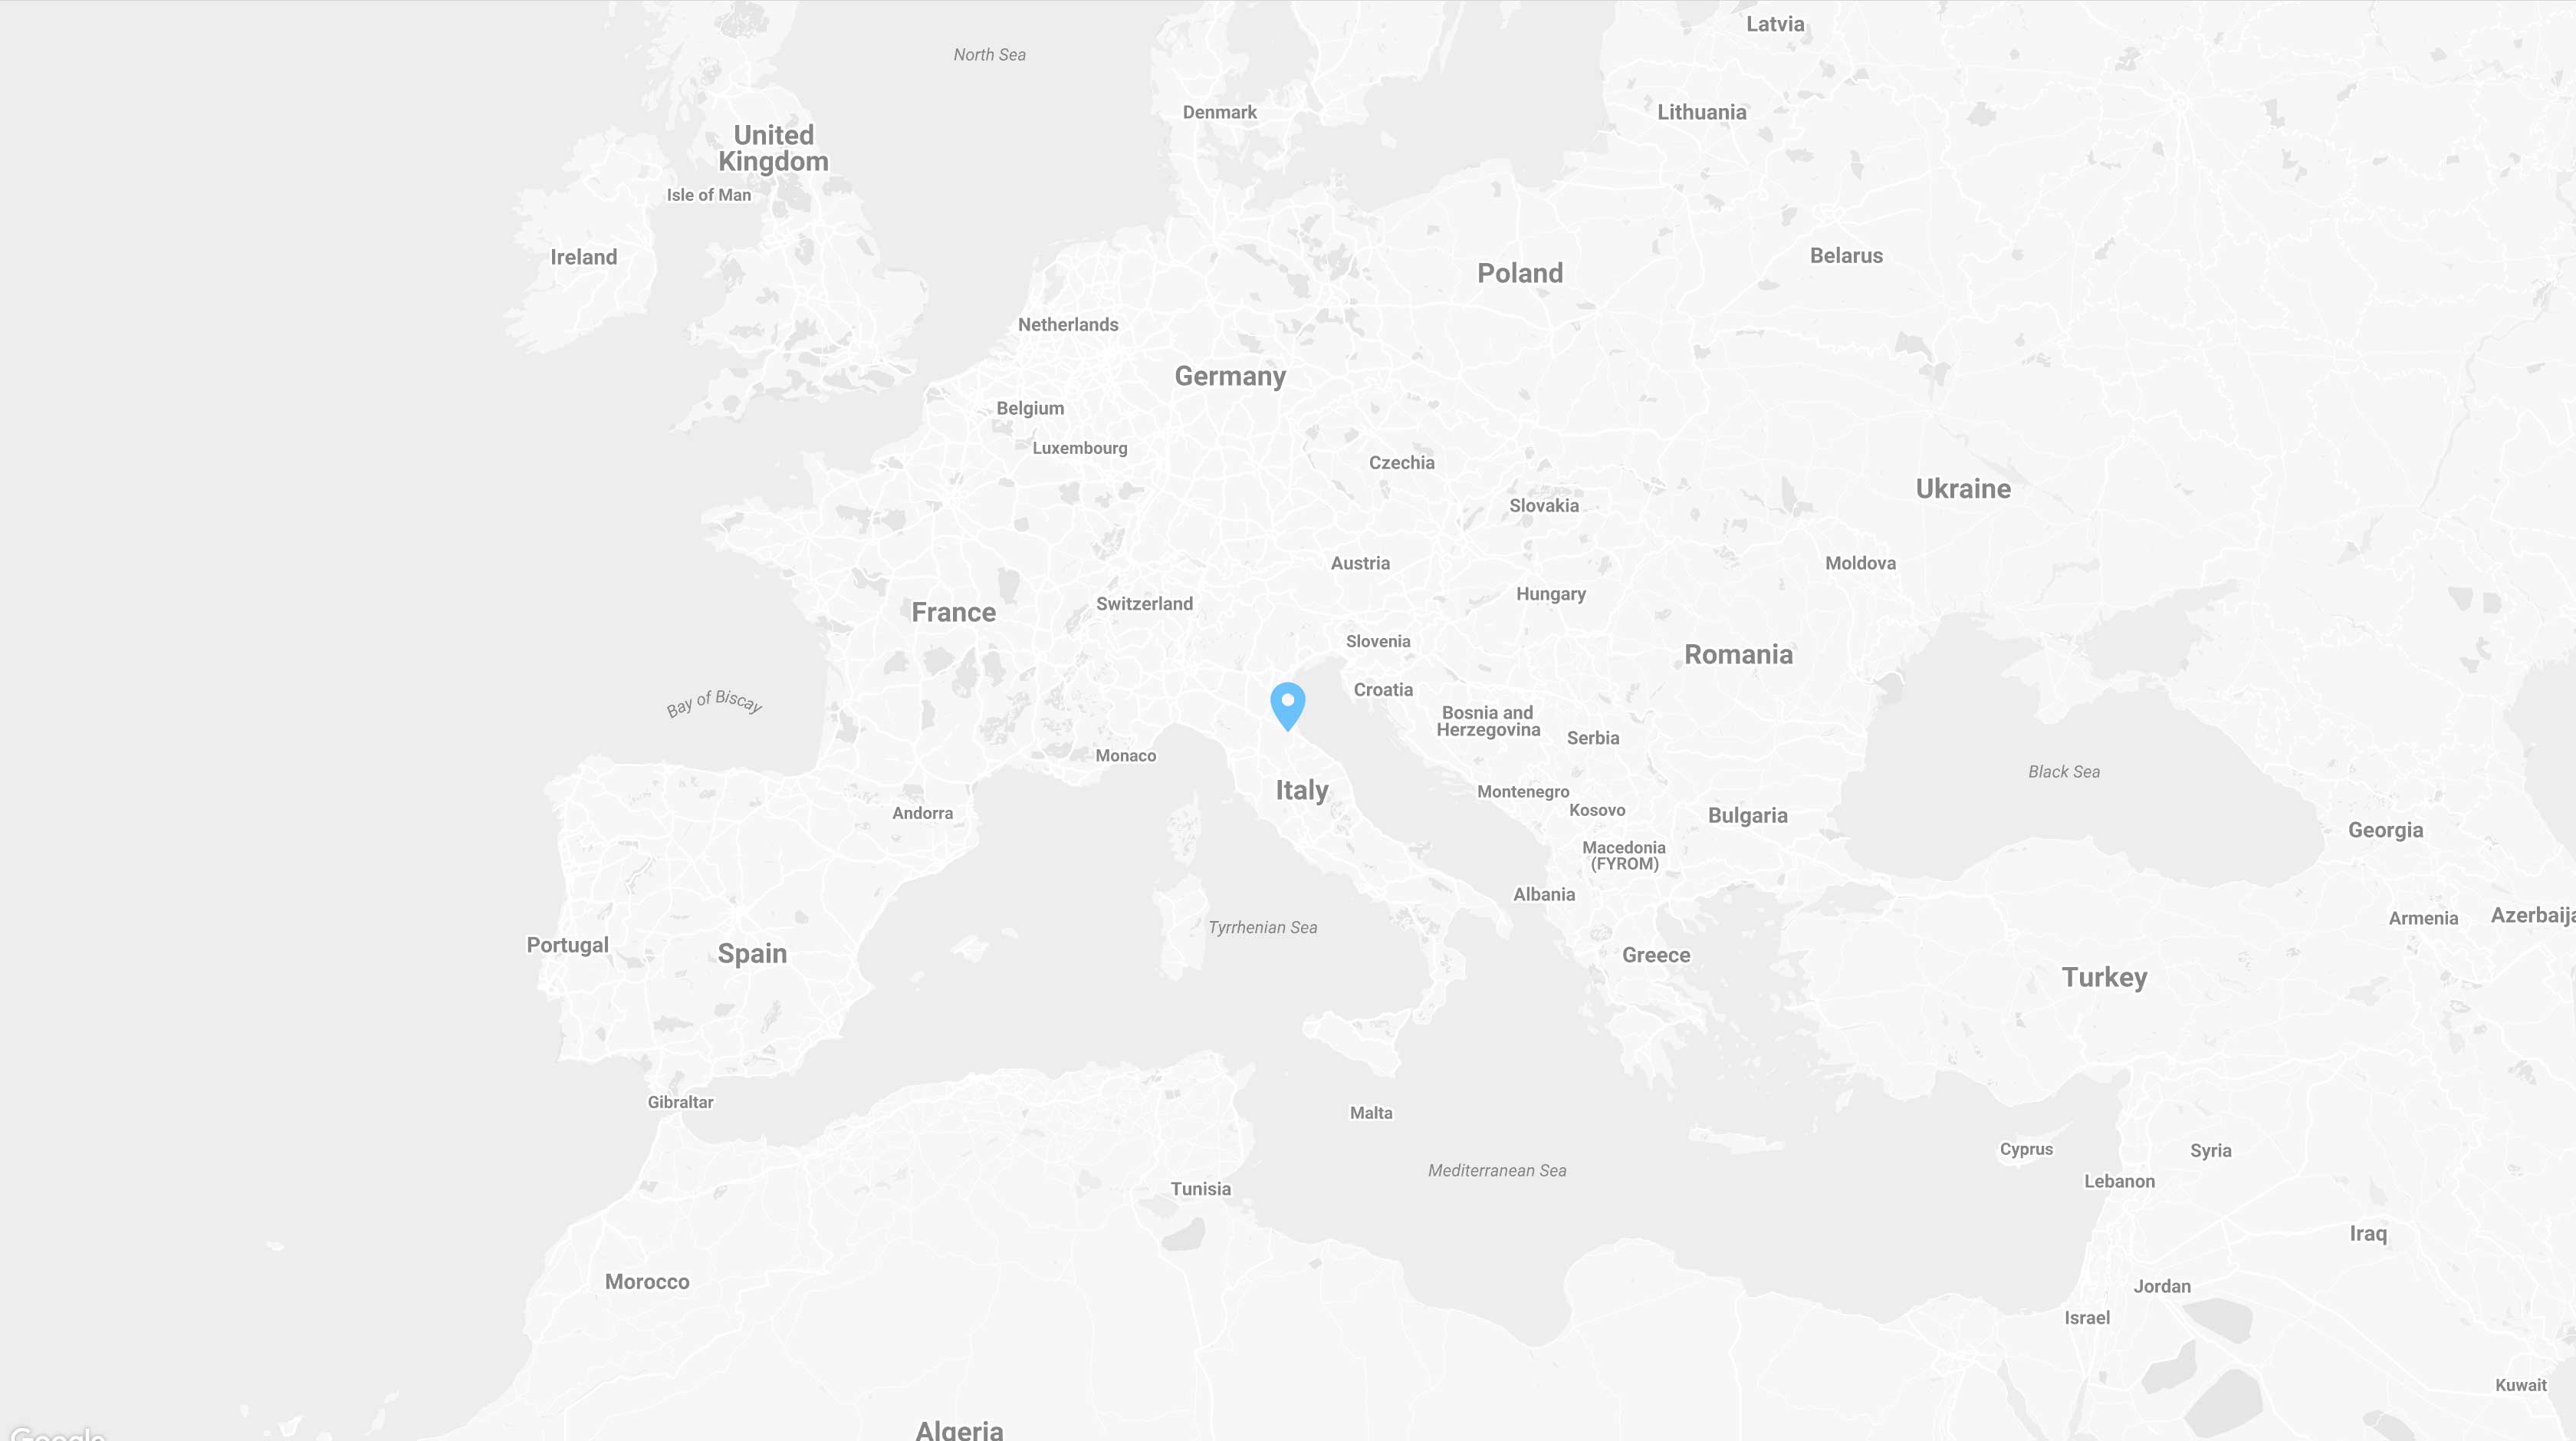 Latvia
North Sea
Denmark
Lithuania
United
Kingdom
Isle of Man
Ireland
Belarus
Poland
Netherlands
Germany
Belgium
Luxembourg
Czechia
Ukraine
Slovakia
Austria
Moldova
Hungary
Switzerland
France
Slovenia
Romania
Croatia
Bay of Biscay
Bosnia and
Herzegovina
Serbia
Monaco
Black Sea
Italy
Montenegro
Kosovo
Andorra
Bulgaria
Georgia
Macedonia
(FYROM)
Albania
Armenia
Azerbaija
Tyrrhenian Sea
Portugal
Spain
Greece
Turkey
Gibraltar
Malta
Cyprus
Syria
Mediterranean Sea
Lebanon
Tunisia
Iraq
Morocco
Jordan
Israel
Kuwait
Algeria
Google